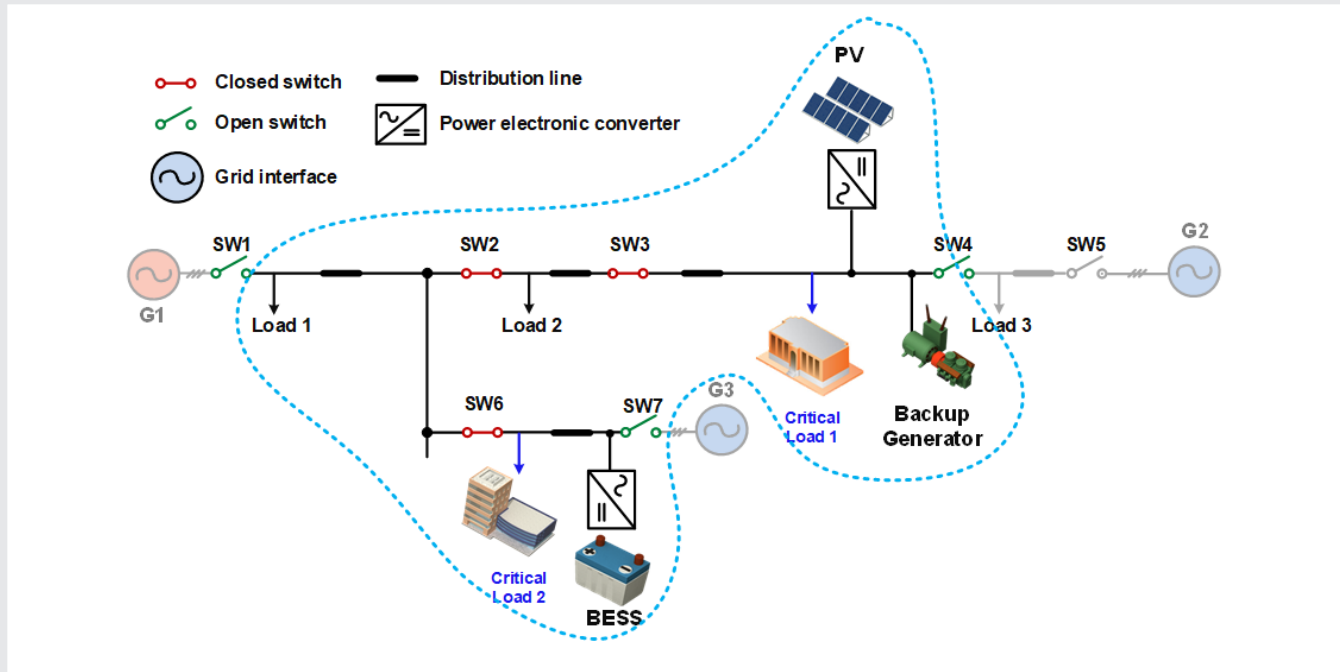 PV
Closed switch
Distribution line
Open switch
Power electronic converter
Grid interface
SW1
SW2
SW3
SW4
SW5
G2
G1
Load 1
Load 2
Load 3
SW6
SW7
G3
Critical
Load 1
Backup
Generator
Critical
Load 2
BESS